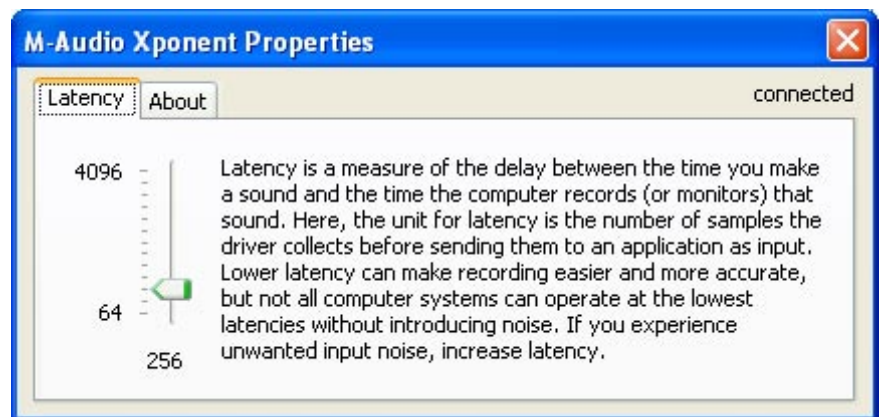 M-Audio Xponent Properties
Latency
About
connected
4096
64
256
Latency is a measure of the delay between the time you make
a sound and the time the computer records (or monitors) that
sound. Here, the unit for latency is the number of samples the
driver collects before sending them to an application as input.
Lower latency can make recording easier and more accurate,
but not all computer systems can operate at the lowest
latencies without introducing noise. If you experience
unwanted input noise, increase latency.